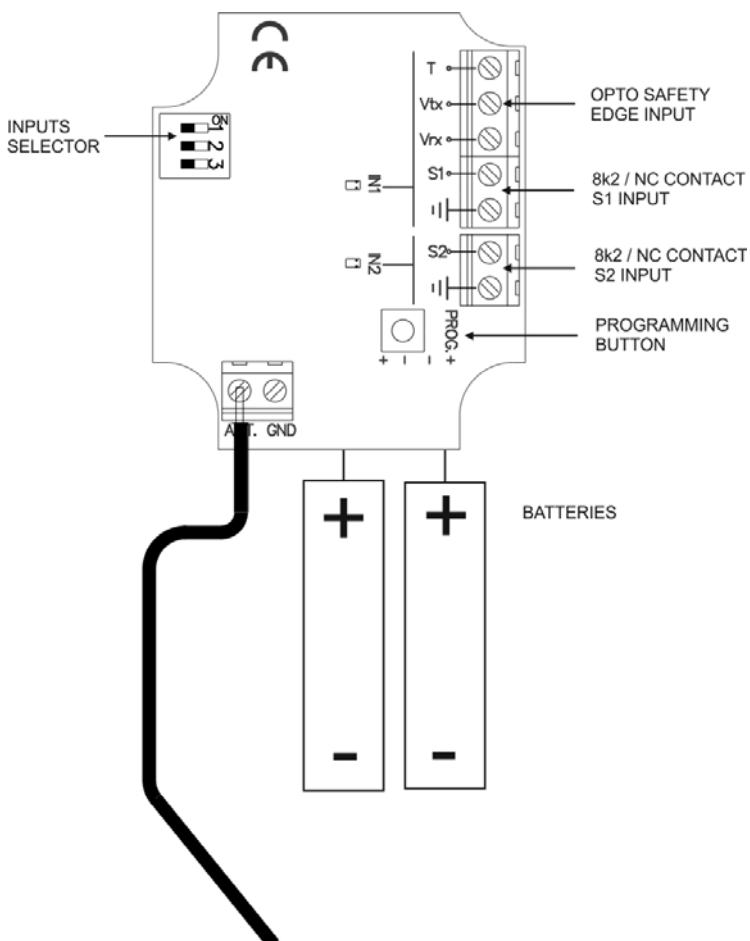 CE
ON
1
2
3
INPUTS
SELECTOR
T
Vtx
Vrx
S1
IN1
S2
IN2
OPTO SAFETY
EDGE INPUT
8k2 / NC CONTACT
S1 INPUT
8k2 / NC CONTACT
S2 INPUT
PROG.
+ - - +
PROGRAMMING
BUTTON
GND
+ +
BATTERIES
- -